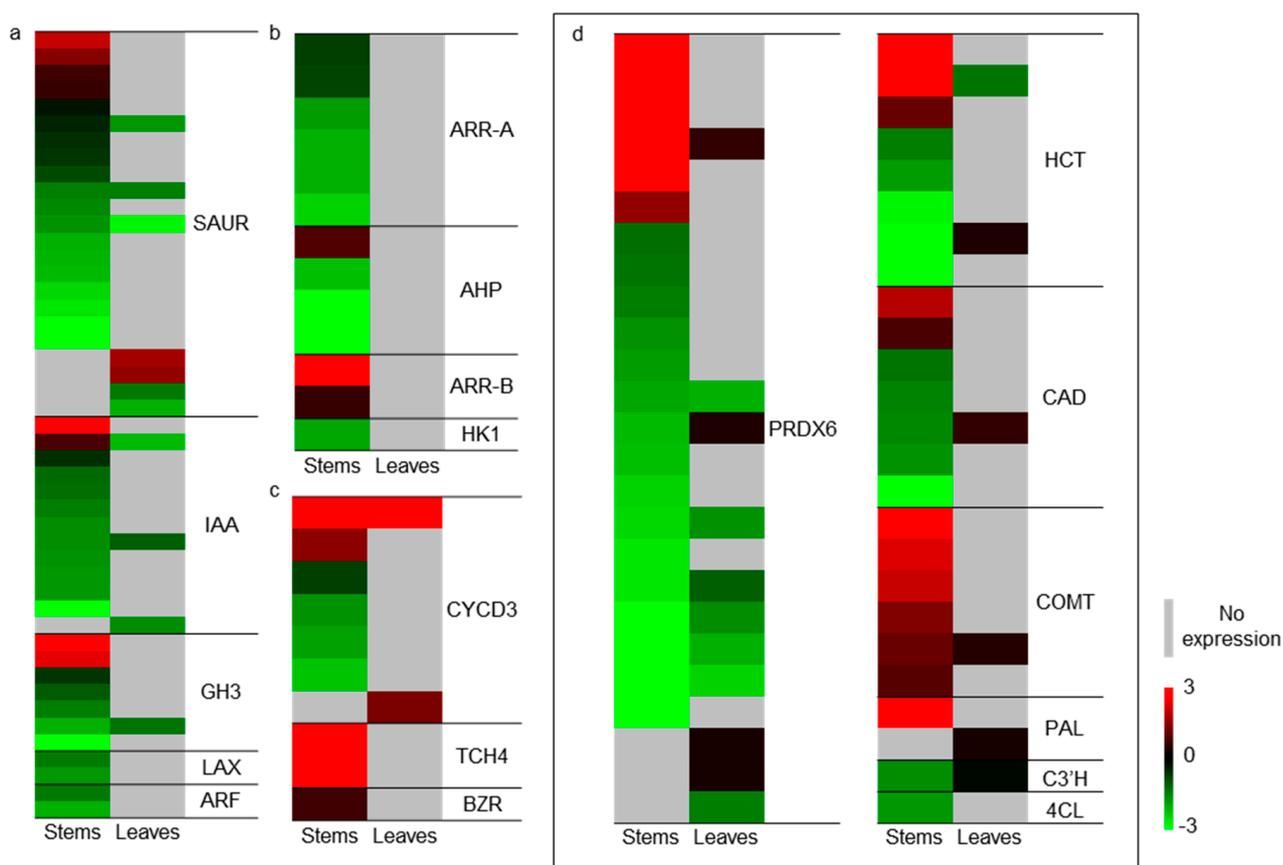 a
SAUR
IAA
GH3
LAX
ARF
Stems Leaves
b
ARR-A
AHP
ARR-B
HK1
Stems Leaves
c
CYCD3
TCH4
BZR
Stems Leaves
d
PRDX6
Stems Leaves
HCT
CAD
COMT
PAL
C3'H
4CL
Stems Leaves
No
expression
3
0
-3